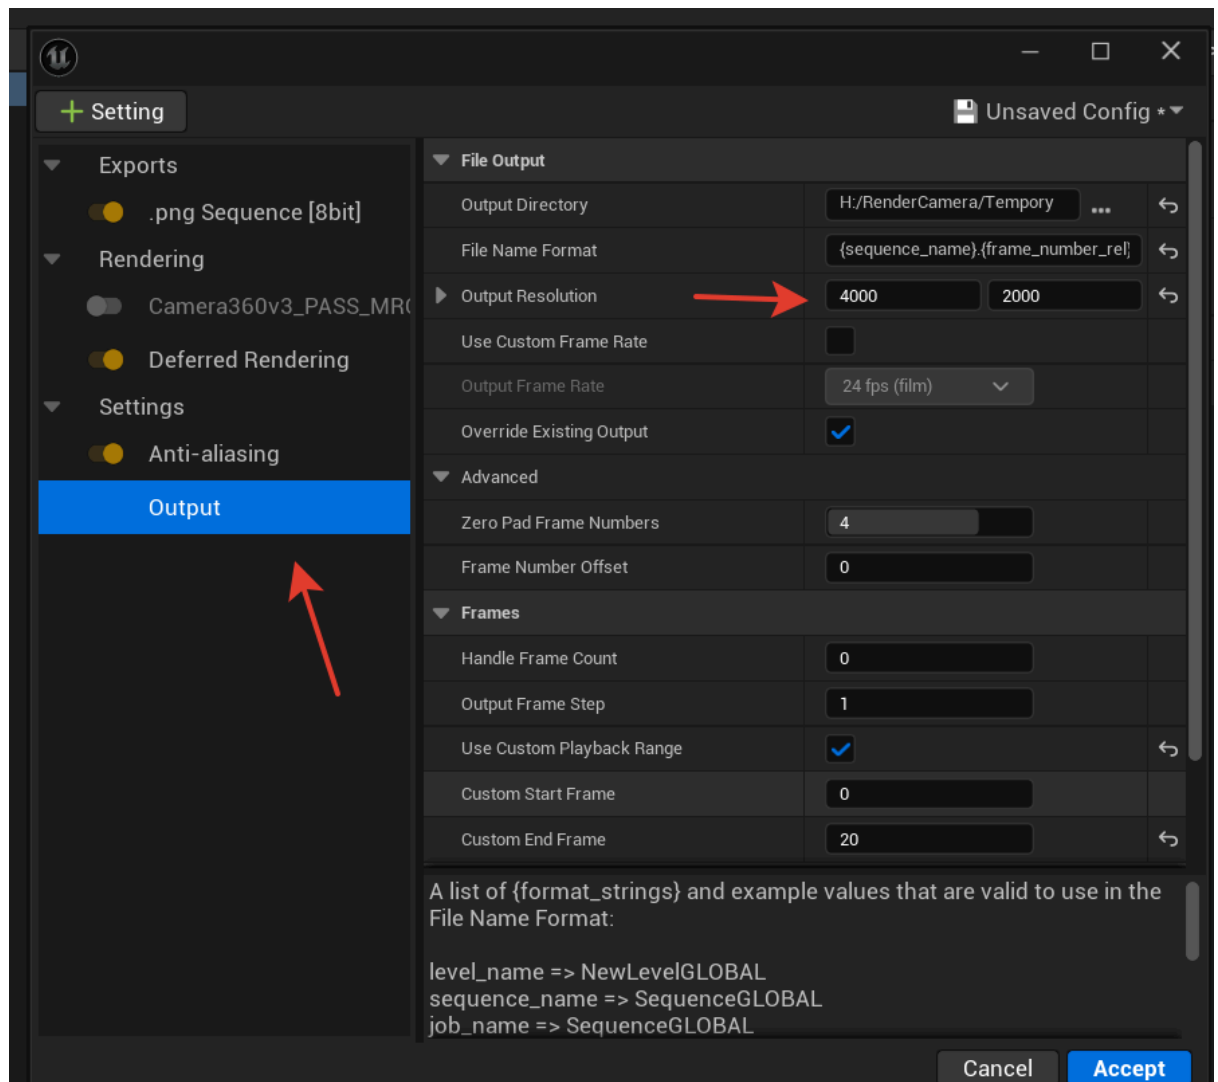 + Setting
Unsaved Config *
Exports
.png Sequence [8bit]
Rendering
Camera360v3_PASS_MR
Deferred Rendering
Settings
Anti-aliasing
Output
File Output
Output Directory H:/RenderCamera/Tempory ...
File Name Format {sequence_name}.{frame_number_rel}
Output Resolution 4000 2000
Use Custom Frame Rate
Output Frame Rate 24 fps (film)
Override Existing Output
Advanced
Zero Pad Frame Numbers 4
Frame Number Offset 0
Frames
Handle Frame Count 0
Output Frame Step 1
Use Custom Playback Range
Custom Start Frame 0
Custom End Frame 20
A list of {format_strings} and example values that are valid to use in the
File Name Format:
level_name => NewLevelGLOBAL
sequence_name => SequenceGLOBAL
job_name => SequenceGLOBAL
Cancel
Accept